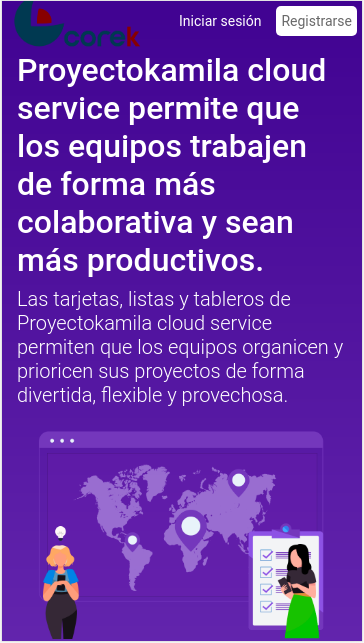 corek
Iniciar sesión
Registrarse
Proyectokamila cloud
service permite que
los equipos trabajen
de forma más
colaborativa y sean
más productivos.
Las tarjetas, listas y tableros de
Proyectokamila cloud service
permiten que los equipos organicen y
prioricen sus proyectos de forma
divertida, flexible y provechosa.